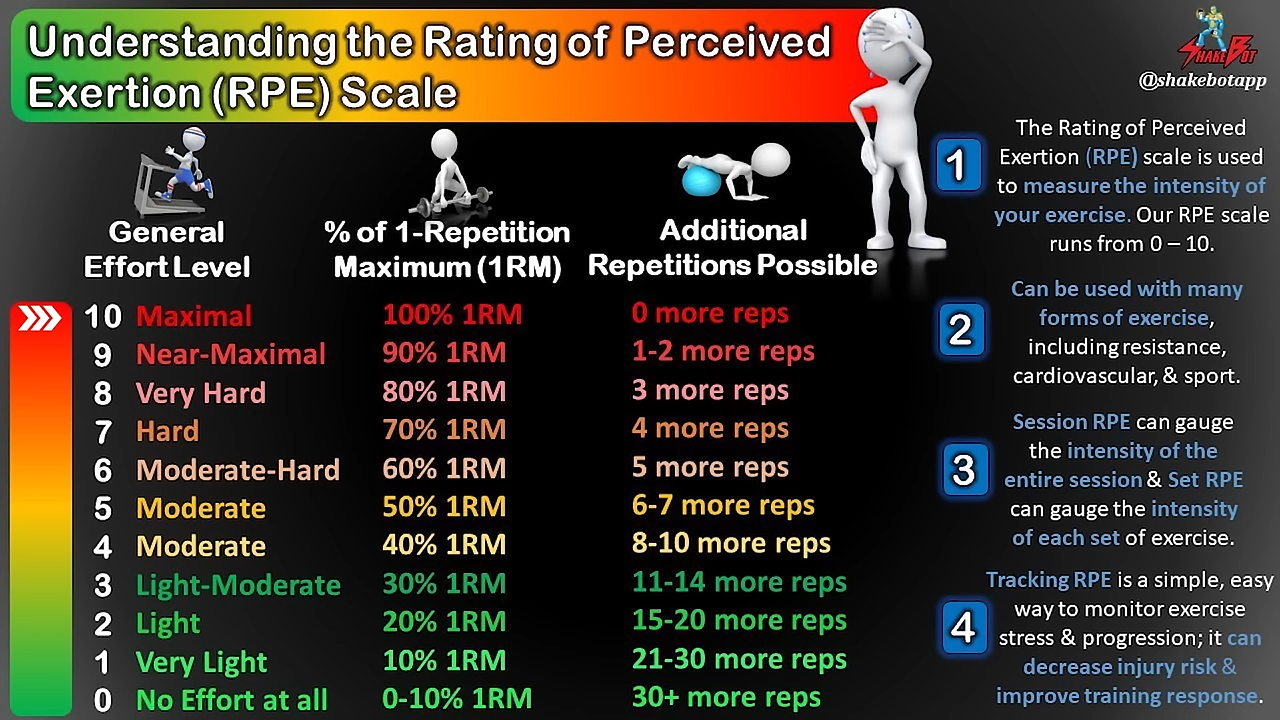 Understanding the Rating of Perceived
Exertion (RPE) Scale
SHAKEBOT
@shakebotapp
General
Effort Level
% of 1-Repetition
Maximum (1RM)
Additional
Repetitions Possible
10 Maximal 100% 1RM 0 more reps
9 Near-Maximal 90% 1RM 1-2 more reps
8 Very Hard 80% 1RM 3 more reps
7 Hard 70% 1RM 4 more reps
6 Moderate-Hard 60% 1RM 5 more reps
5 Moderate 50% 1RM 6-7 more reps
4 Moderate 40% 1RM 8-10 more reps
3 Light-Moderate 30% 1RM 11-14 more reps
2 Light 20% 1RM 15-20 more reps
1 Very Light 10% 1RM 21-30 more reps
0 No Effort at all 0-10% 1RM 30+ more reps
1
The Rating of Perceived
Exertion (RPE) scale is used
to measure the intensity of
your exercise. Our RPE scale
runs from 0 – 10.
2
Can be used with many
forms of exercise,
including resistance,
cardiovascular, & sport.
3
Session RPE can gauge
the intensity of the
entire session & Set RPE
can gauge the intensity
of each set of exercise.
4
Tracking RPE is a simple, easy
way to monitor exercise
stress & progression; it can
decrease injury risk &
improve training response.